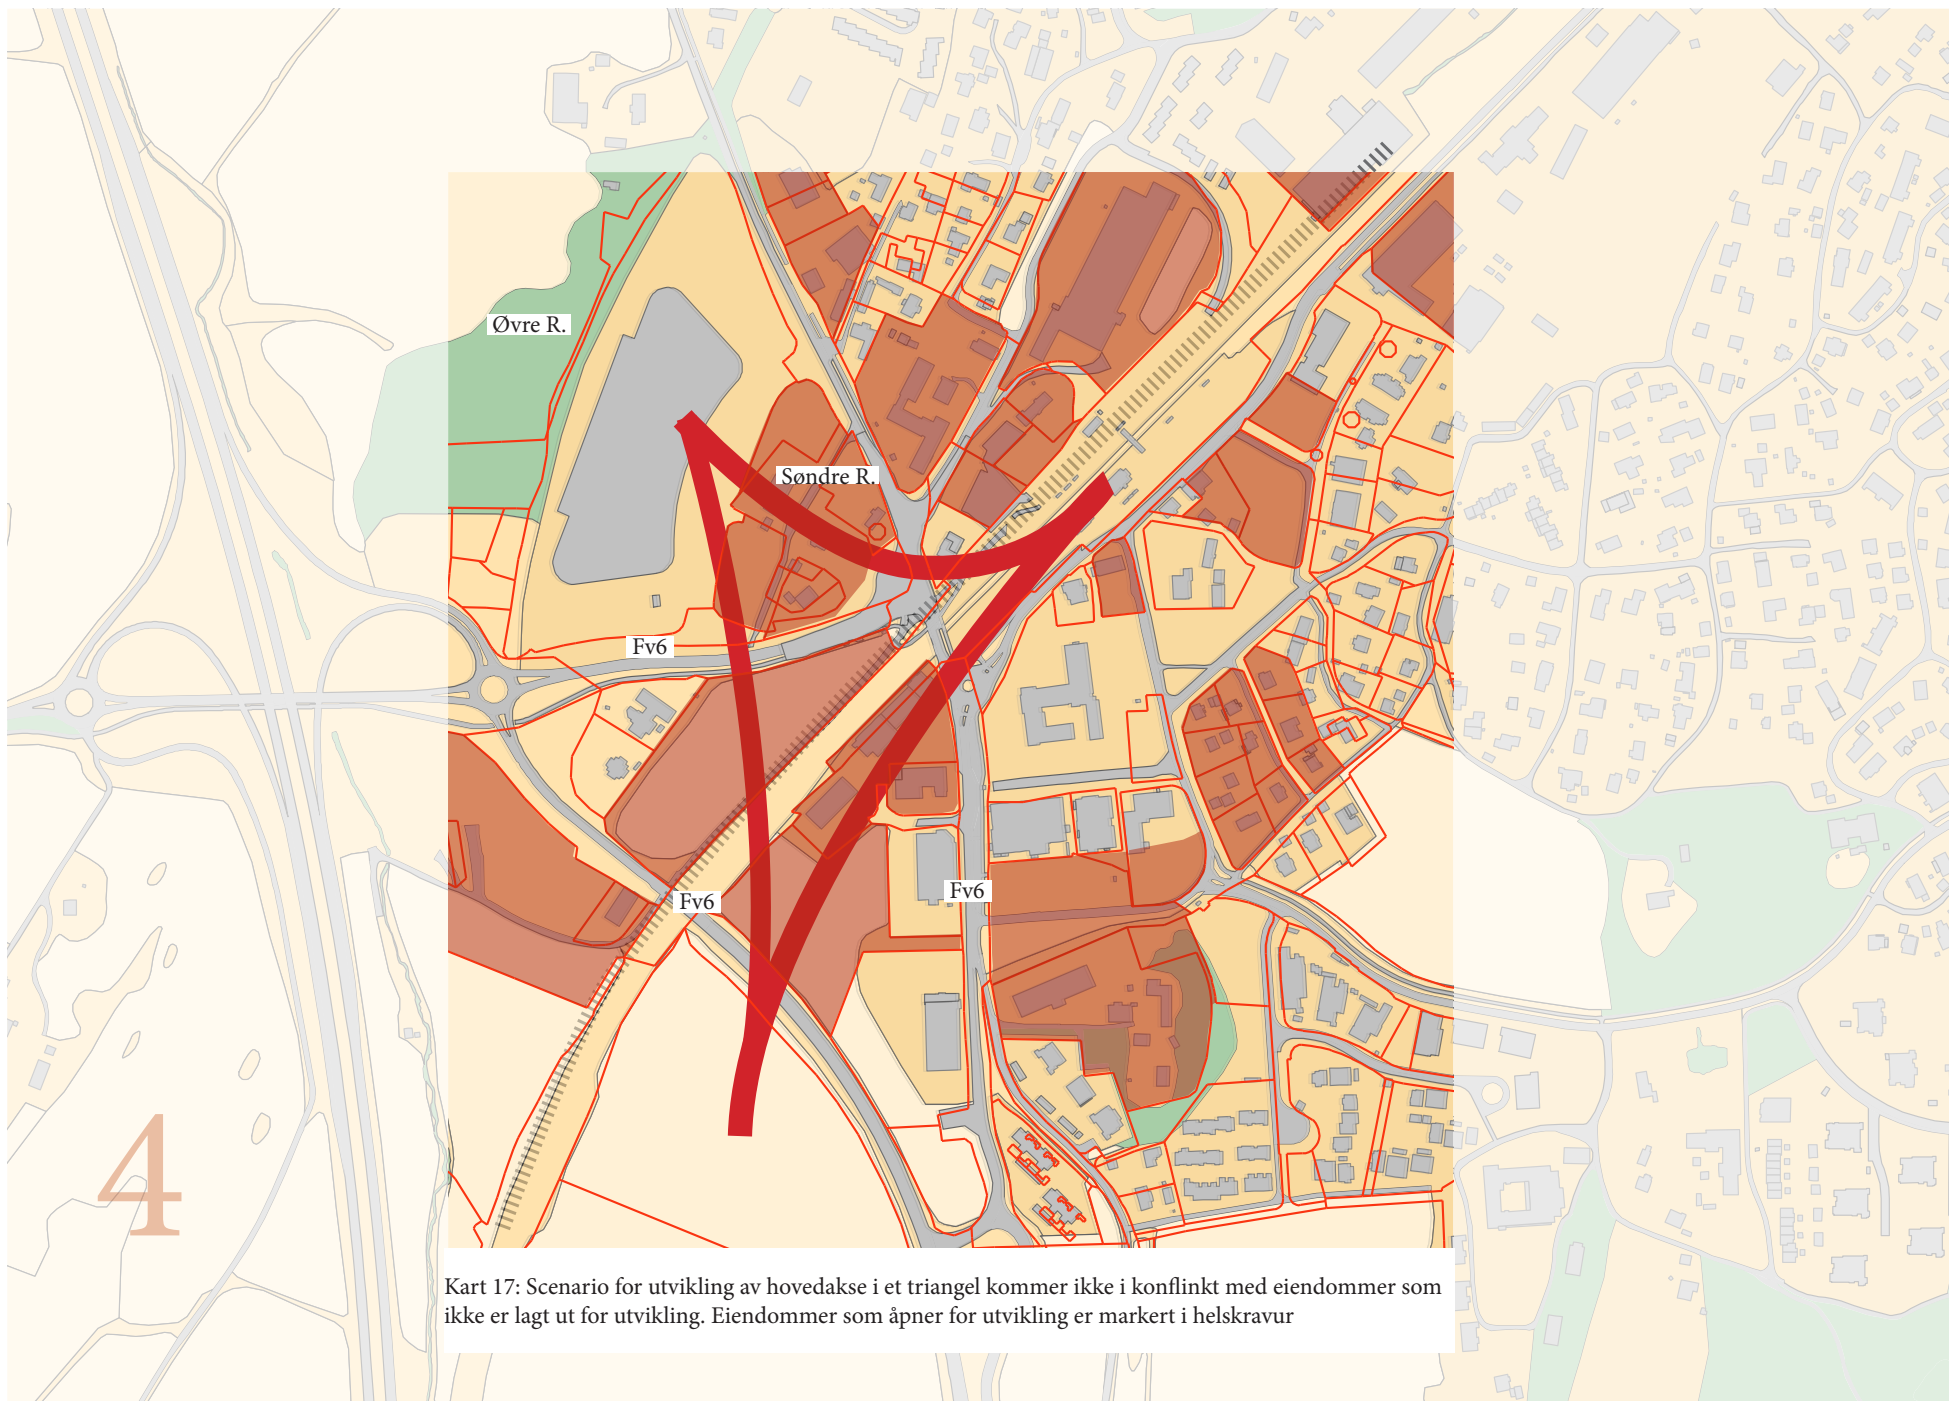 Øvre R.
Søndre R.
Fv6
Fv6
Fv6
4
Kart 17: Scenario for utvikling av hovedakse i et triangel kommer ikke i konflinkt med eiendommer som
ikke er lagt ut for utvikling. Eiendommer som åpner for utvikling er markert i helskravur